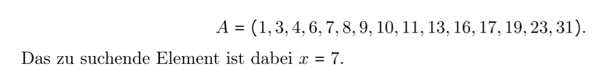 A = (1, 3, 4, 6, 7, 8, 9, 10, 11, 13, 16, 17, 19, 23, 31).
Das zu suchende Element ist dabei x = 7.